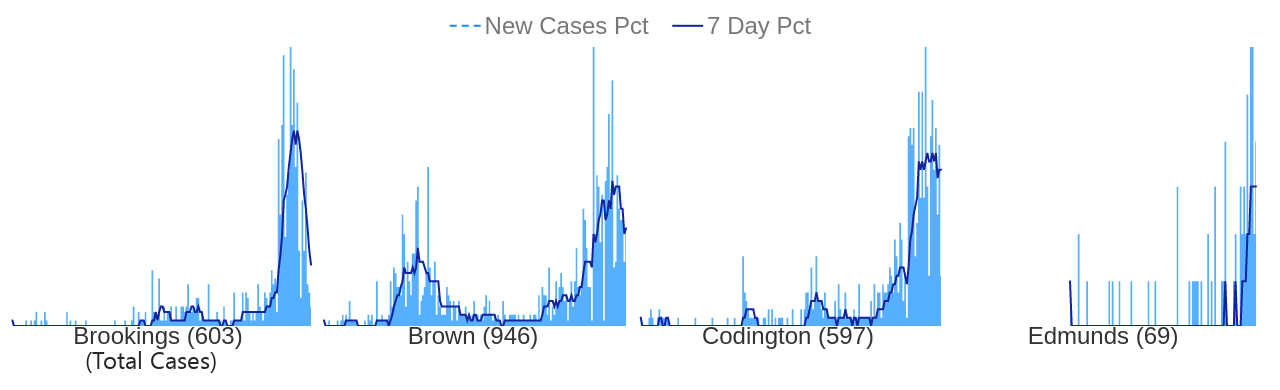 New Cases Pct 7 Day Pct
Brookings (603) Brown (946) Codington (597) Edmunds (69)
(Total Cases)